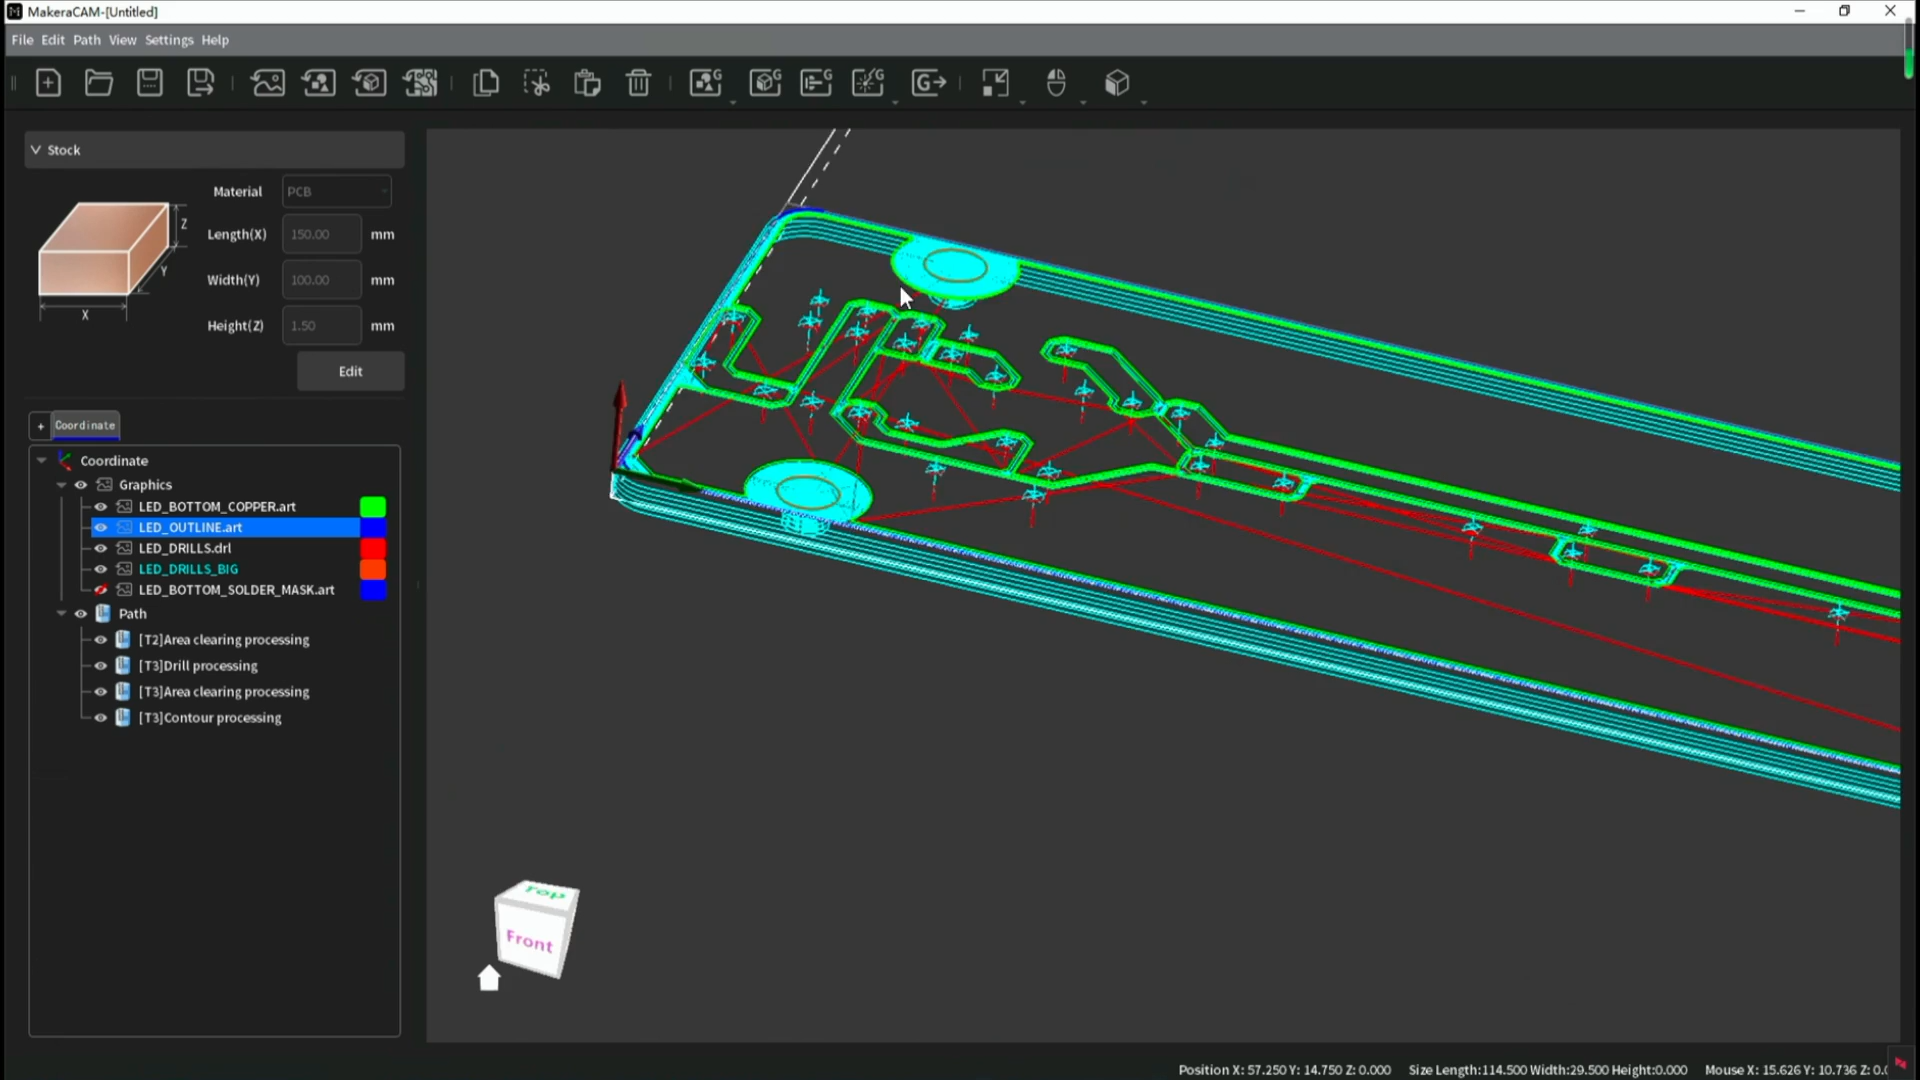 MakeraCAM-[Untitled]
File Edit Path View Settings Help
Stock
Material PCB
Length(X) 150.00 mm
Width(Y) 100.00 mm
Height(Z) 1.50 mm
Z
Y
X
Edit
+ Coordinate
Coordinate
Graphics
LED_BOTTOM_COPPER.art
LED_OUTLINE.art
LED_DRILLS.drl
LED_DRILLS_BIG
LED_BOTTOM_SOLDER_MASK.art
Path
[T2]Area clearing processing
[T3]Drill processing
[T3]Area clearing processing
[T3]Contour processing
Top
Front
Position X: 57.250 Y: 14.750 Z: 0.000 Size Length:114.500 Width:29.500 Height:0.000 Mouse X: 15.626 Y: 10.736 Z: